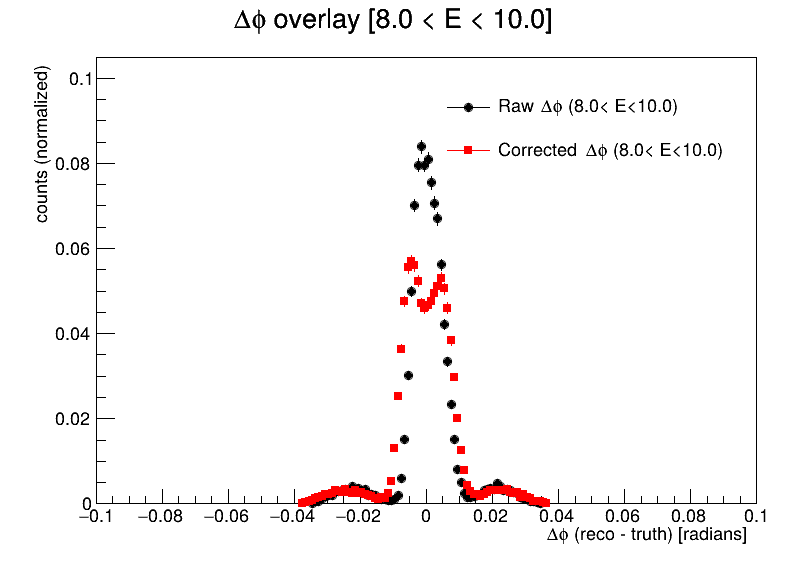 Δϕ overlay [8.0 < E < 10.0]
counts (normalized)
0.1
0.08
0.06
0.04
0.02
0
Raw Δϕ (8.0< E<10.0)
Corrected Δϕ (8.0< E<10.0)
−0.1 −0.08 −0.06 −0.04 −0.02 0 0.02 0.04 0.06 0.08 0.1
Δϕ (reco - truth) [radians]